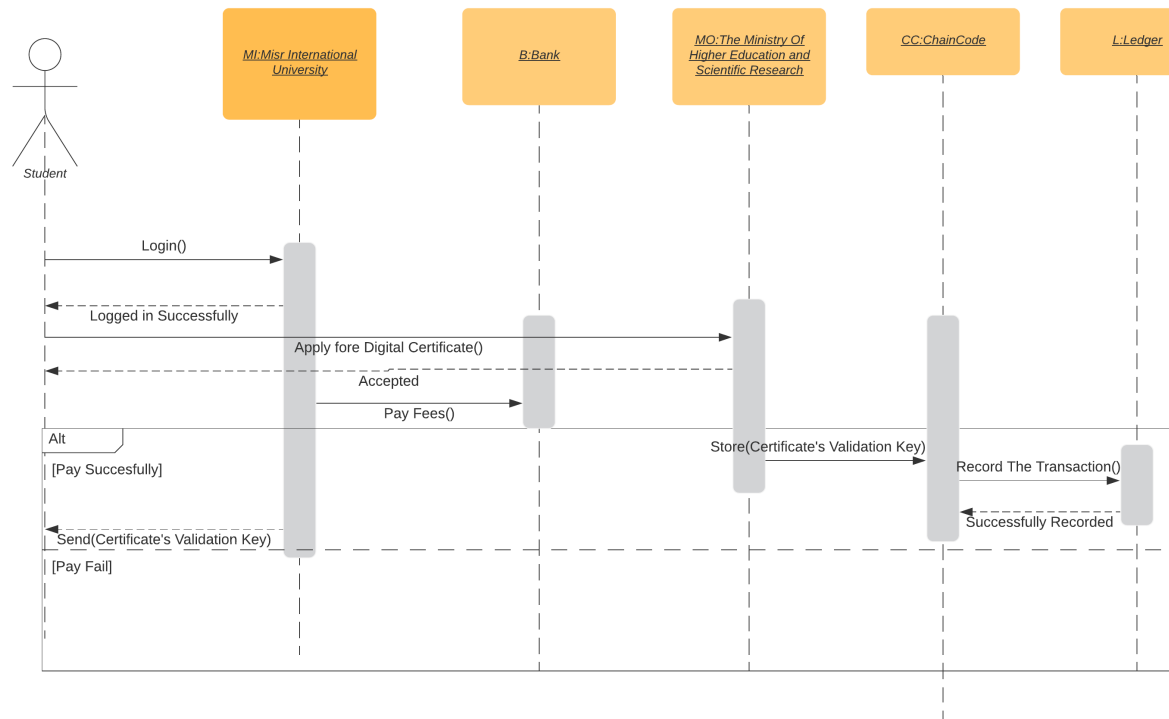 MI:Misr International
University
B:Bank
MO:The Ministry Of
Higher Education and
Scientific Research
CC:ChainCode
L:Ledger
Student
Login()
Logged in Successfully
Apply fore Digital Certificate()
Accepted
Pay Fees()
Alt
[Pay Succesfully]
Store(Certificate's Validation Key)
Record The Transaction()
Successfully Recorded
Send(Certificate's Validation Key)
[Pay Fail]